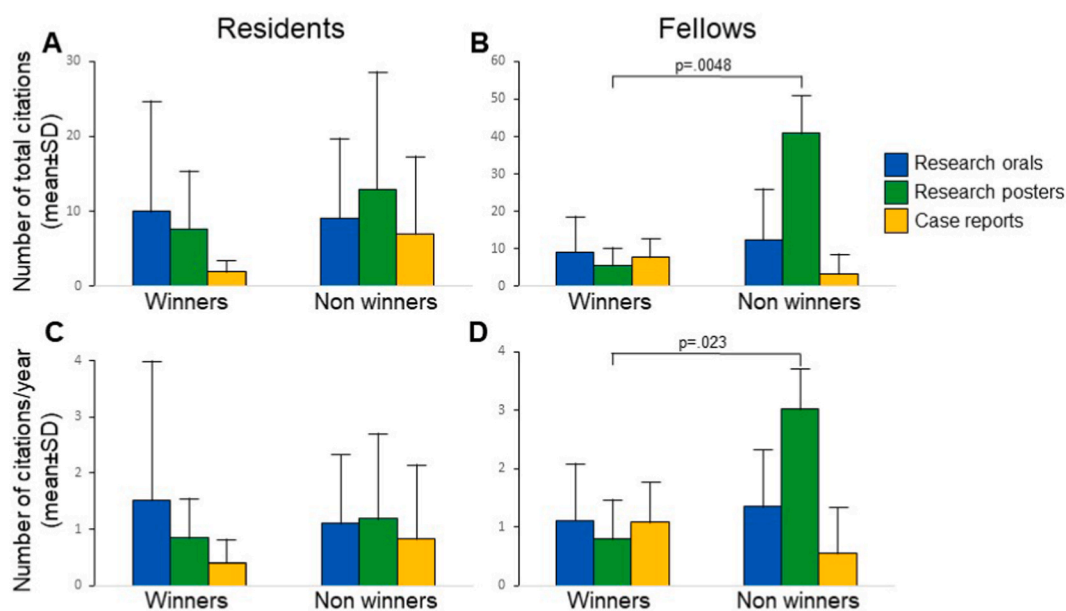 Residents
Fellows
A
B
Number of total citations
(mean±SD)
30
20
10
0
Winners
Non winners
60
50
40
30
20
10
0
p=.0048
Winners
Non winners
Research orals
Research posters
Case reports
C
D
Number of citations/year
(mean±SD)
4
3
2
1
0
Winners
Non winners
4
3
2
1
0
p=.023
Winners
Non winners